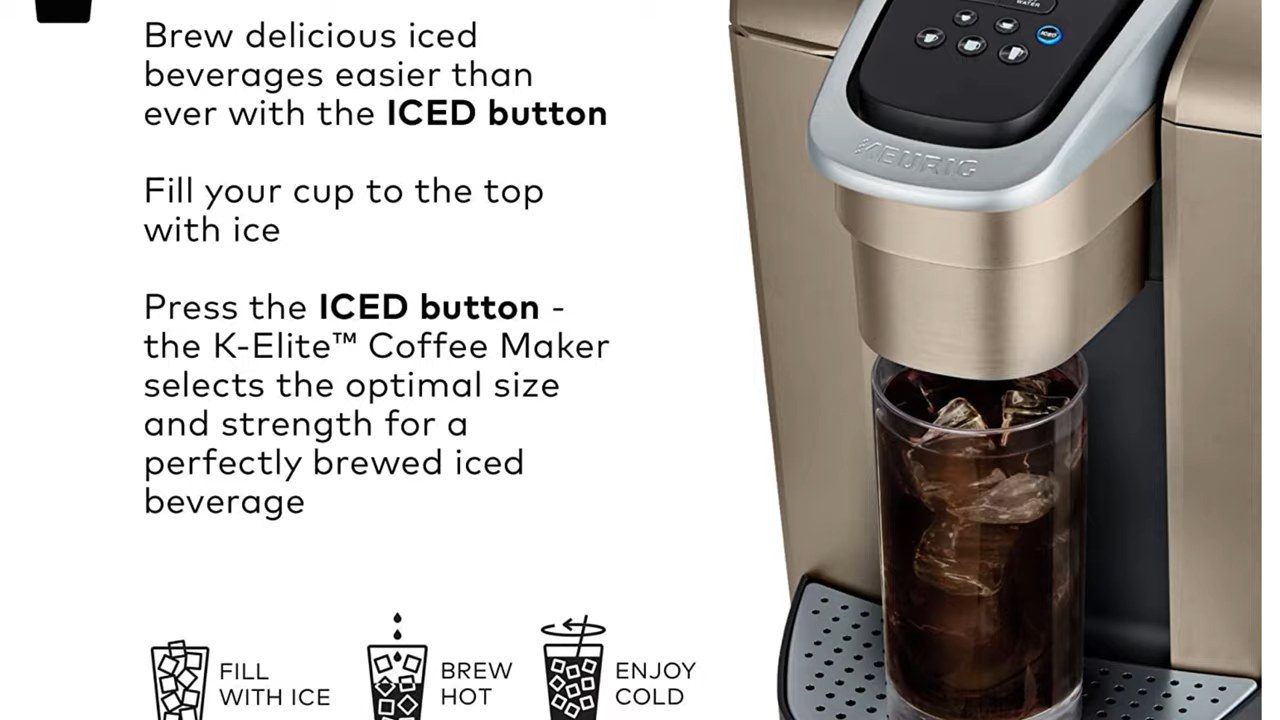 Brew delicious iced
beverages easier than
ever with the ICED button
Fill your cup to the top
with ice
Press the ICED button -
the K-Elite™ Coffee Maker
selects the optimal size
and strength for a
perfectly brewed iced
beverage
FILL
WITH ICE
BREW
HOT
ENJOY
COLD
WATER
ICED
KEURIG